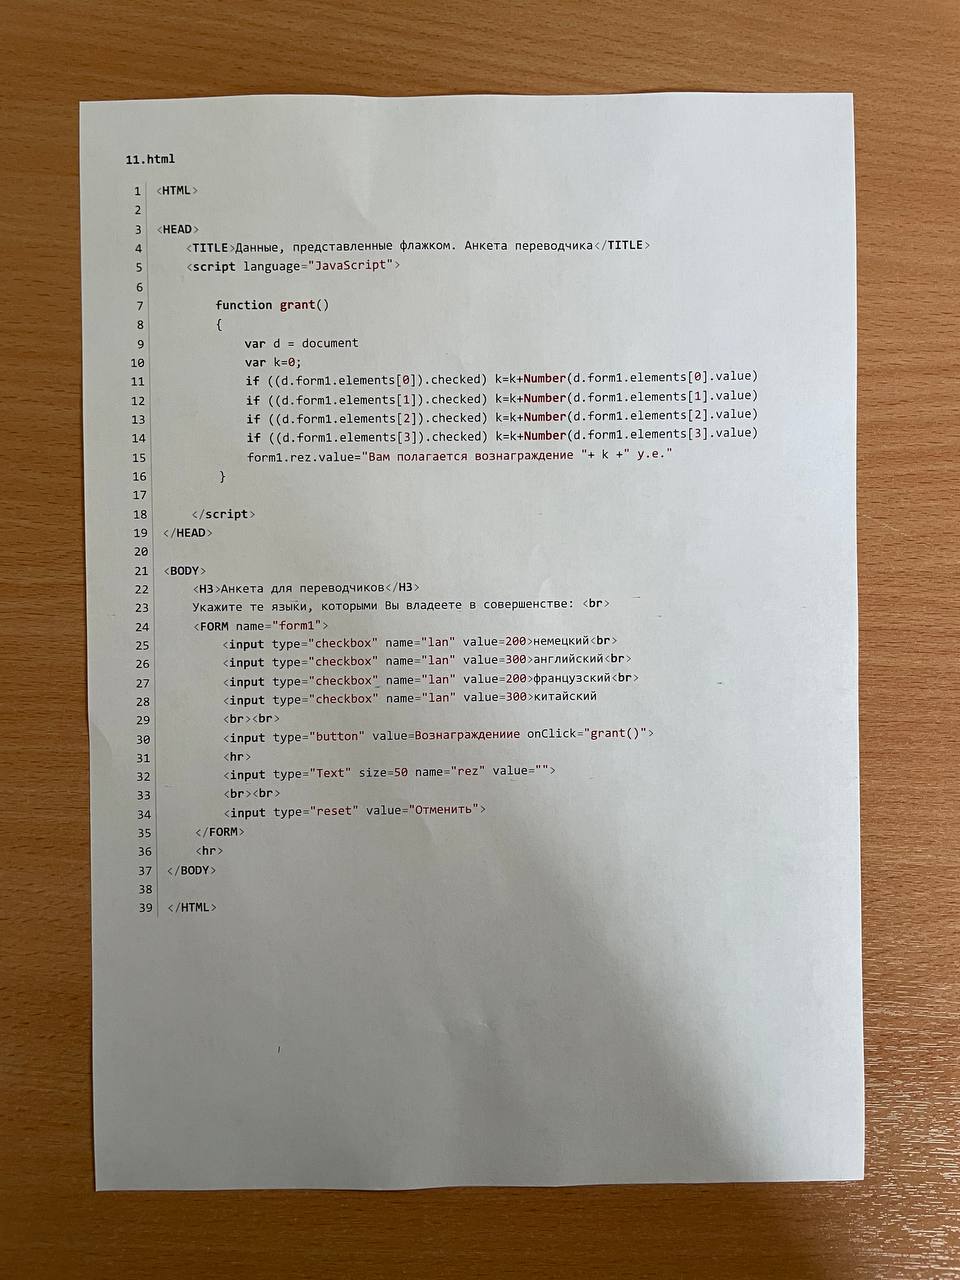 11.html
1 <HTML>
2
3 <HEAD>
4 <TITLE>Данные, представленные флажком. Анкета переводчика</TITLE>
5 <script language="JavaScript">
6
7 function grant()
8 {
9 var d = document
10 var k=0;
11 if ((d.form1.elements[0]).checked) k=k+Number(d.form1.elements[0].value)
12 if ((d.form1.elements[1]).checked) k=k+Number(d.form1.elements[1].value)
13 if ((d.form1.elements[2]).checked) k=k+Number(d.form1.elements[2].value)
14 if ((d.form1.elements[3]).checked) k=k+Number(d.form1.elements[3].value)
15 form1.rez.value="Вам полагается вознаграждение "+ k +" у.е."
16 }
17
18 </script>
19 </HEAD>
20
21 <BODY>
22 <H3>Анкета для переводчиков</H3>
23 Укажите те языки, которыми Вы владеете в совершенстве: <br>
24 <FORM name="form1">
25 <input type="checkbox" name="lan" value=200>немецкий<br>
26 <input type="checkbox" name="lan" value=300>английский<br>
27 <input type="checkbox" name="lan" value=200>французский<br>
28 <input type="checkbox" name="lan" value=300>китайский
29 <br><br>
30 <input type="button" value=Вознаграждениие onClick="grant()">
31 <hr>
32 <input type="Text" size=50 name="rez" value="">
33 <br><br>
34 <input type="reset" value="Отменить">
35 </FORM>
36 <hr>
37 </BODY>
38
39 </HTML>